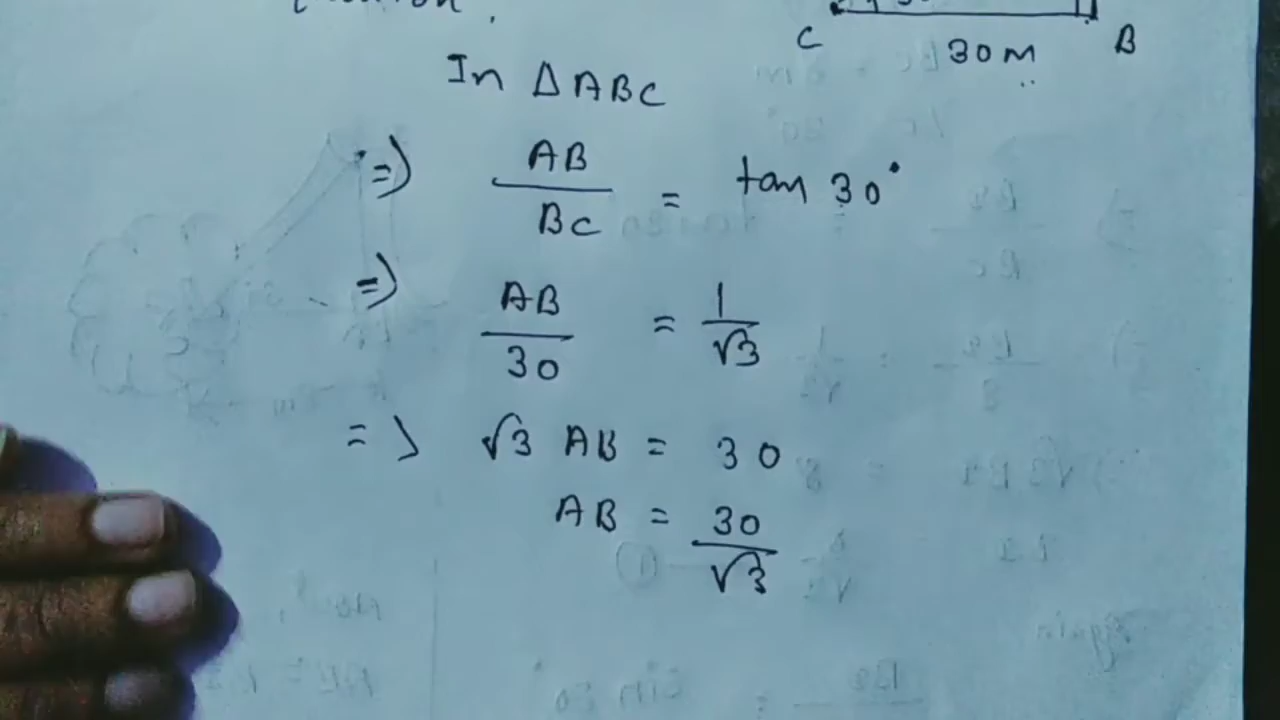 C 30M B
In ΔABC
=> AB/BC = tan 30°
=> AB/30 = 1/√3
=> √3 AB = 30
AB = 30/√3